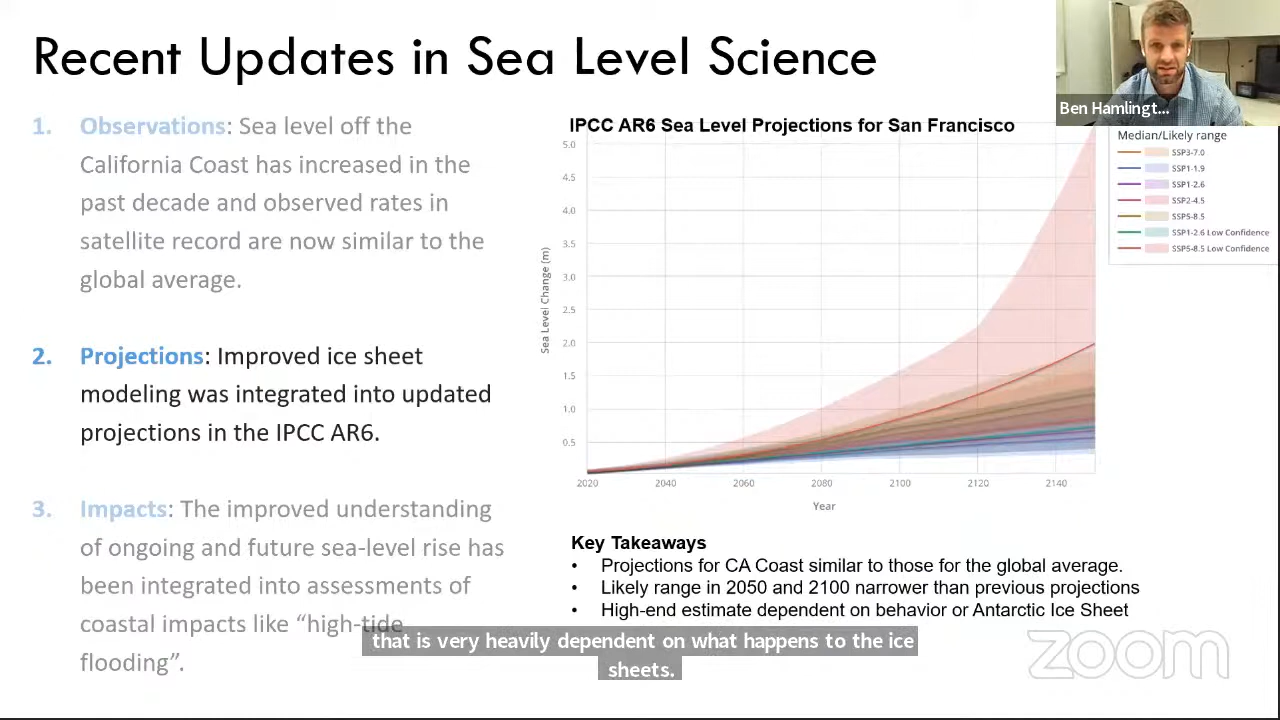 Recent Updates in Sea Level Science
Ben Hamlingt...
1. Observations: Sea level off the
California Coast has increased in the
past decade and observed rates in
satellite record are now similar to the
global average.
2. Projections: Improved ice sheet
modeling was integrated into updated
projections in the IPCC AR6.
3. Impacts: The improved understanding
of ongoing and future sea-level rise has
been integrated into assessments of
coastal impacts like “high-tide
flooding”.
IPCC AR6 Sea Level Projections for San Francisco
Median/Likely range
SSP3-7.0
SSP1-1.9
SSP1-2.6
SSP2-4.5
SSP5-8.5
SSP1-2.6 Low Confidence
SSP5-8.5 Low Confidence
Sea Level Change (m)
5.0
4.5
4.0
3.5
3.0
2.5
2.0
1.5
1.0
0.5
2020 2040 2060 2080 2100 2120 2140
Year
Key Takeaways
• Projections for CA Coast similar to those for the global average.
• Likely range in 2050 and 2100 narrower than previous projections
• High-end estimate dependent on behavior or Antarctic Ice Sheet
that is very heavily dependent on what happens to the ice
sheets.
zoom